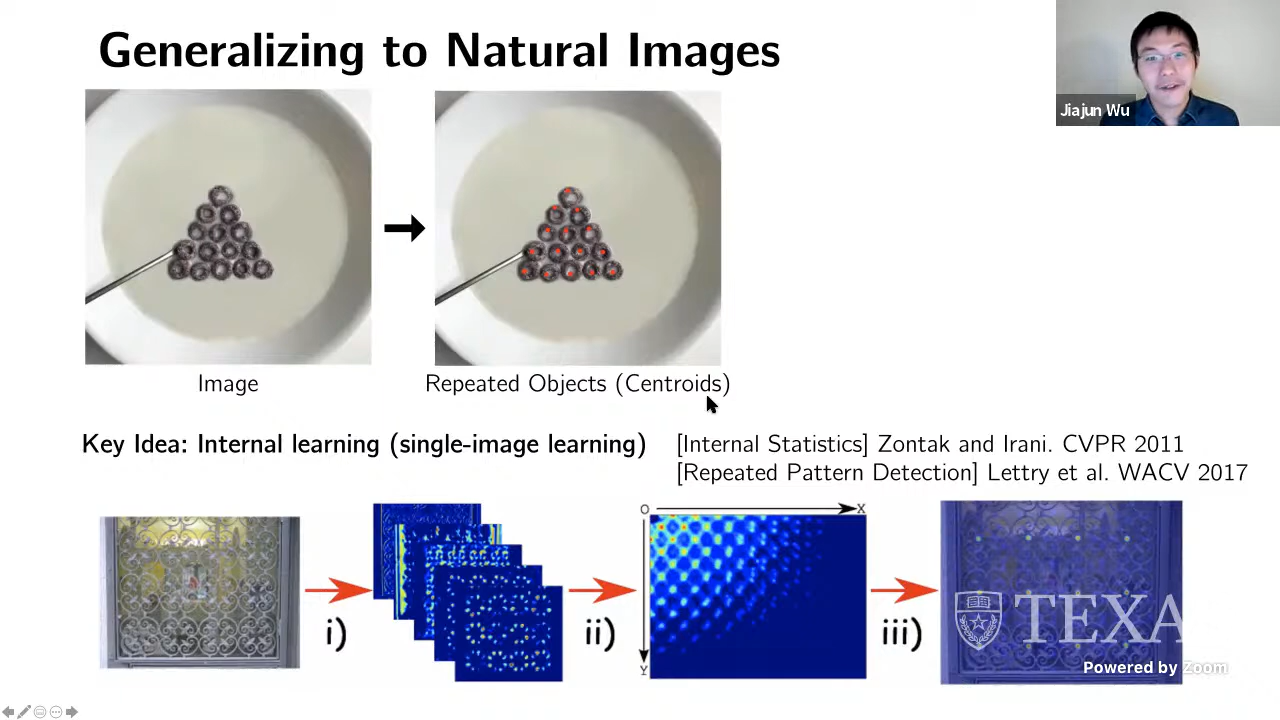 Generalizing to Natural Images
Jiajun Wu
Image
Repeated Objects (Centroids)
Key Idea: Internal learning (single-image learning)
[Internal Statistics] Zontak and Irani. CVPR 2011
[Repeated Pattern Detection] Lettry et al. WACV 2017
O
X
Y
i)
ii)
iii)
TEXA
Powered by Zoom